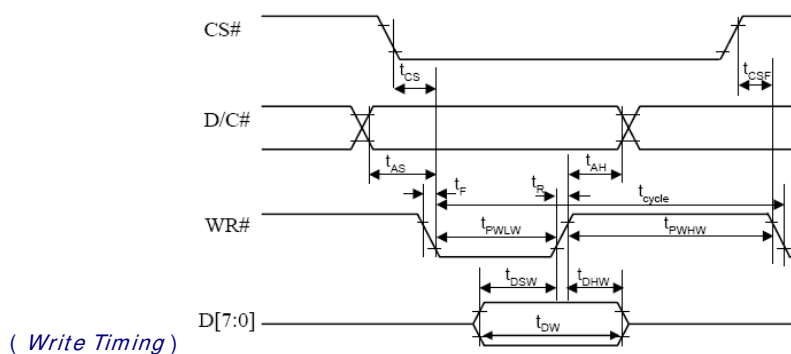 CS#
tCS
tCSF
D/C#
tAS
tAH
tF
tR
tcycle
WR#
tPWLW
tPWHW
tDSW
tDHW
D[7:0]
tDW
( Write Timing )